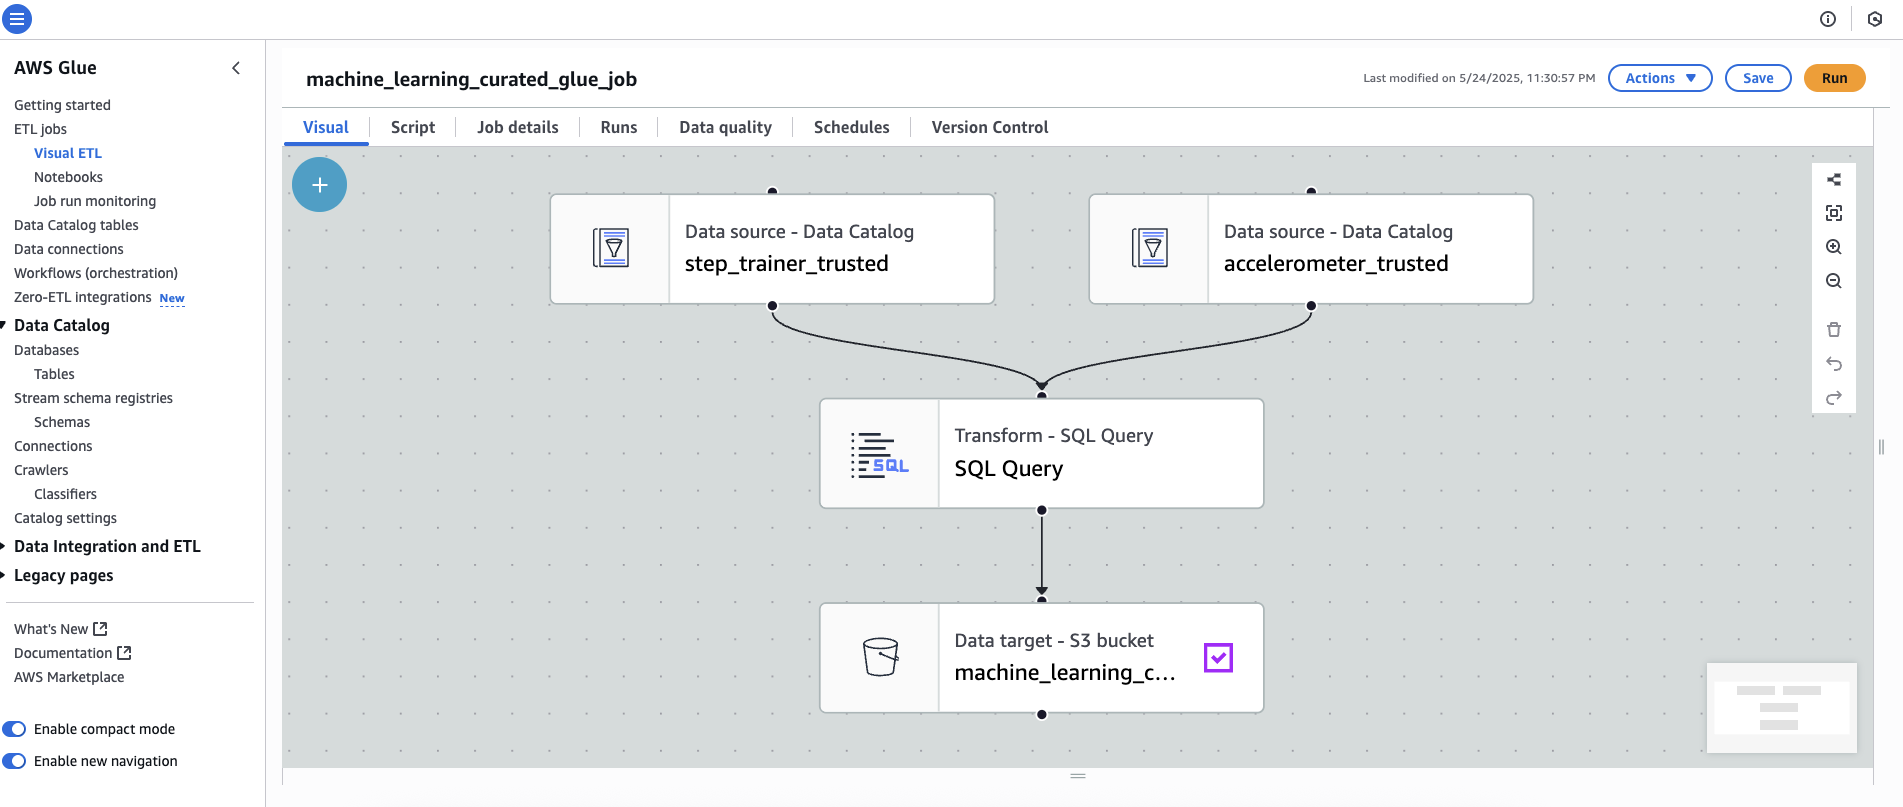 AWS Glue
Getting started
ETL jobs
Visual ETL
Notebooks
Job run monitoring
Data Catalog tables
Data connections
Workflows (orchestration)
Zero-ETL integrations New
Data Catalog
Databases
Tables
Stream schema registries
Schemas
Connections
Crawlers
Classifiers
Catalog settings
Data Integration and ETL
Legacy pages
What's New
Documentation
AWS Marketplace
Enable compact mode
Enable new navigation
machine_learning_curated_glue_job
Last modified on 5/24/2025, 11:30:57 PM
Actions
Save
Run
Visual
Script
Job details
Runs
Data quality
Schedules
Version Control
Data source - Data Catalog
step_trainer_trusted
Data source - Data Catalog
accelerometer_trusted
SQL
Transform - SQL Query
SQL Query
Data target - S3 bucket
machine_learning_c...